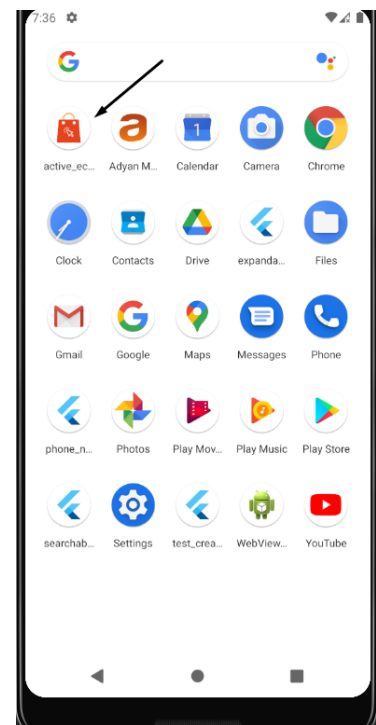 7:36
active_ec... Adyan M... Calendar Camera Chrome
Clock Contacts Drive expanda... Files
Gmail Google Maps Messages Phone
phone_n... Photos Play Mov... Play Music Play Store
searchab... Settings test_crea... WebView... YouTube